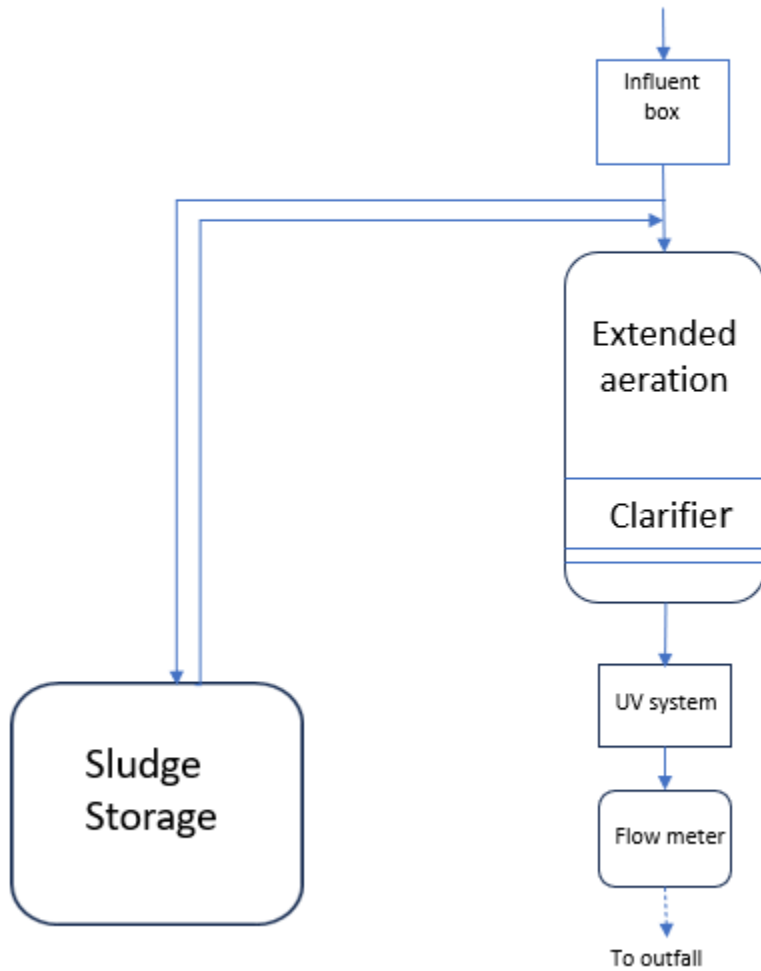 Influent
box
Extended
aeration
Clarifier
UV system
Sludge
Storage
Flow meter
To outfall